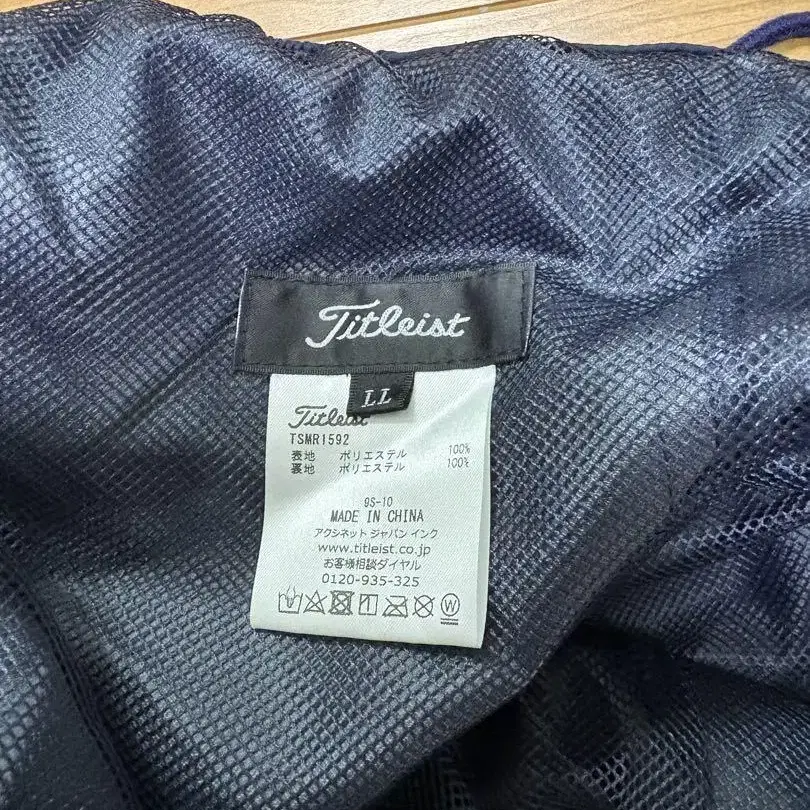 Titleist
LL
Titleist
TSMR1592
表地 ポリエステル 100%
裏地 ポリエステル 100%
9S-10
MADE IN CHINA
アクシネット ジャパン インク
www.titleist.co.jp
お客様相談ダイヤル
0120-935-325
W